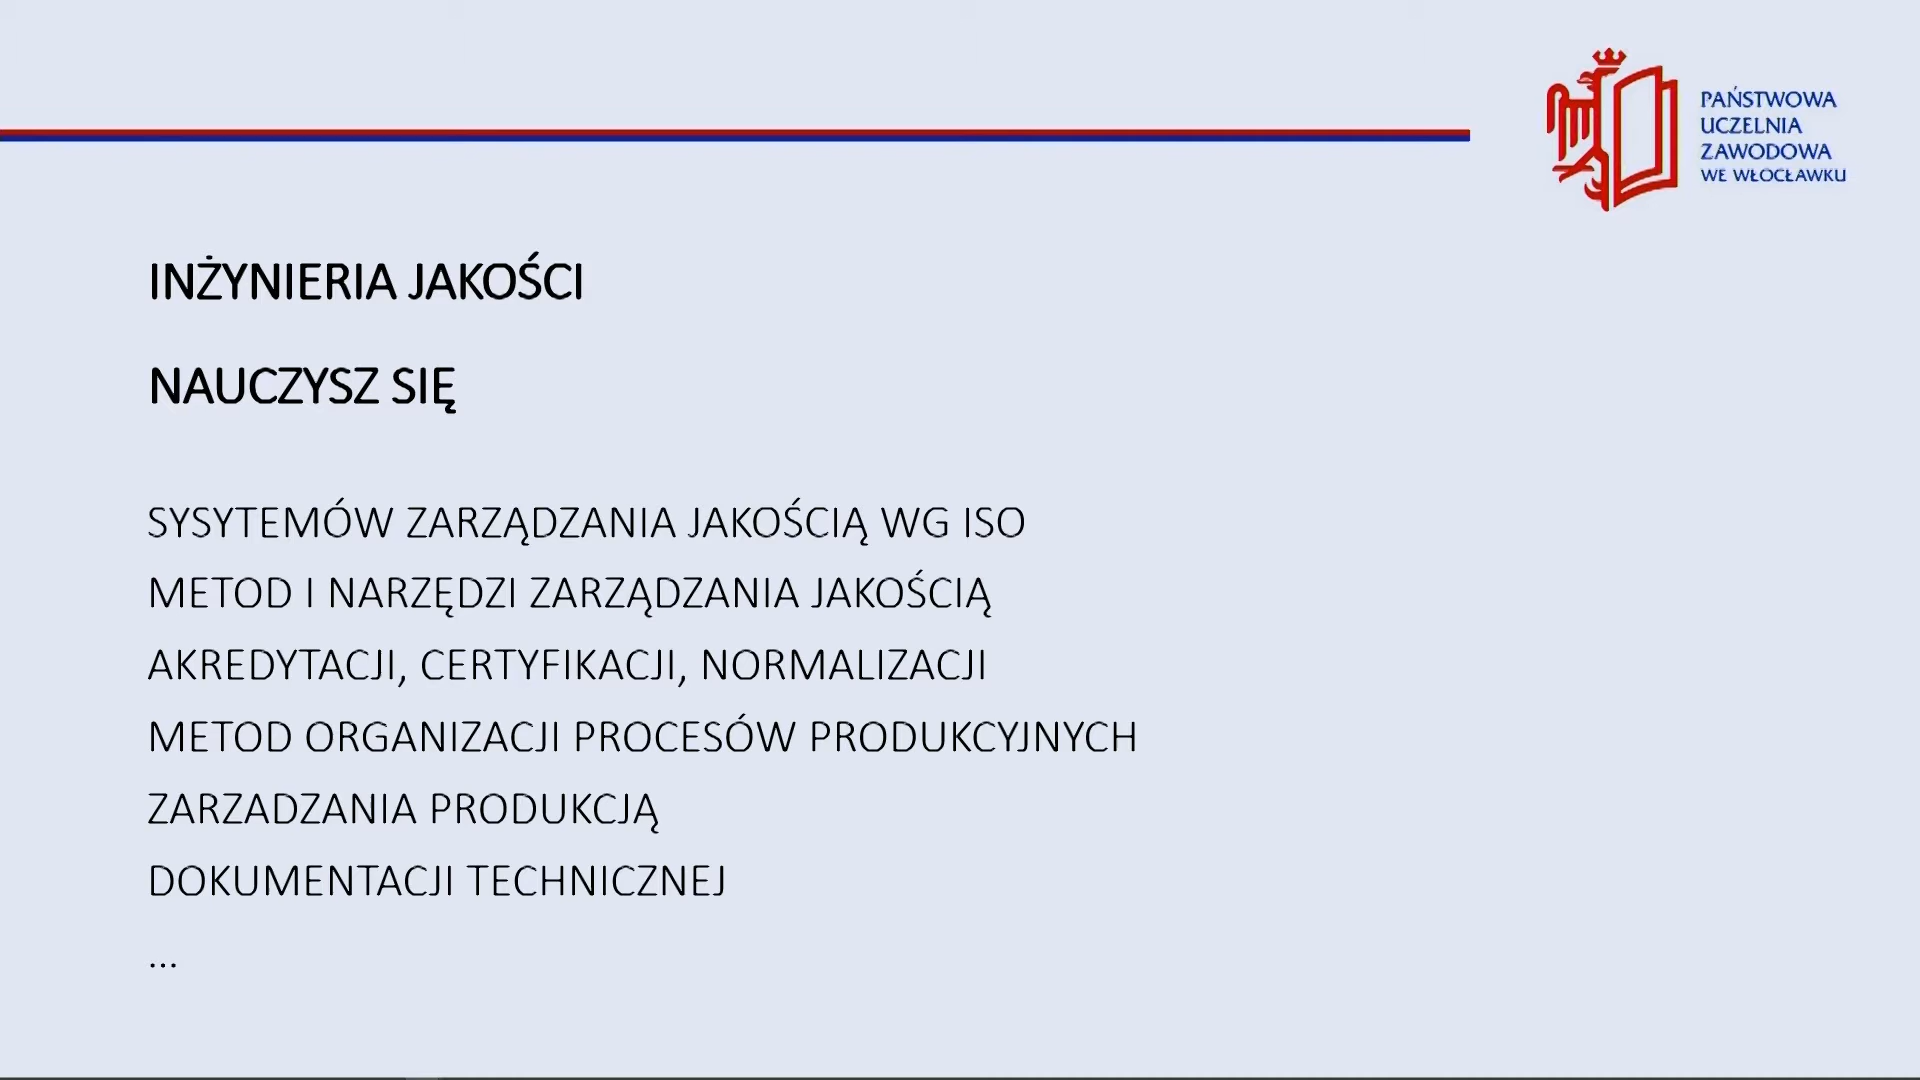 PAŃSTWOWA
UCZELNIA
ZAWODOWA
WE WŁOCŁAWKU
INŻYNIERIA JAKOŚCI
NAUCZYSZ SIĘ
SYSYTEMÓW ZARZĄDZANIA JAKOŚCIĄ WG ISO
METOD I NARZĘDZI ZARZĄDZANIA JAKOŚCIĄ
AKREDYTACJI, CERTYFIKACJI, NORMALIZACJI
METOD ORGANIZACJI PROCESÓW PRODUKCYJNYCH
ZARZADZANIA PRODUKCJĄ
DOKUMENTACJI TECHNICZNEJ
...